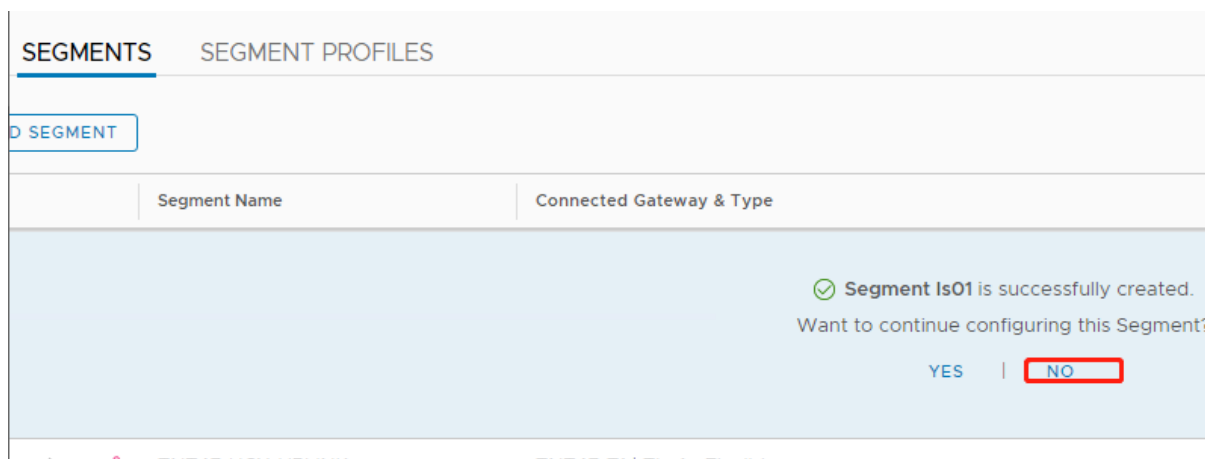 SEGMENTS SEGMENT PROFILES
D SEGMENT
Segment Name Connected Gateway & Type
Segment ls01 is successfully created.
Want to continue configuring this Segment?
YES | NO